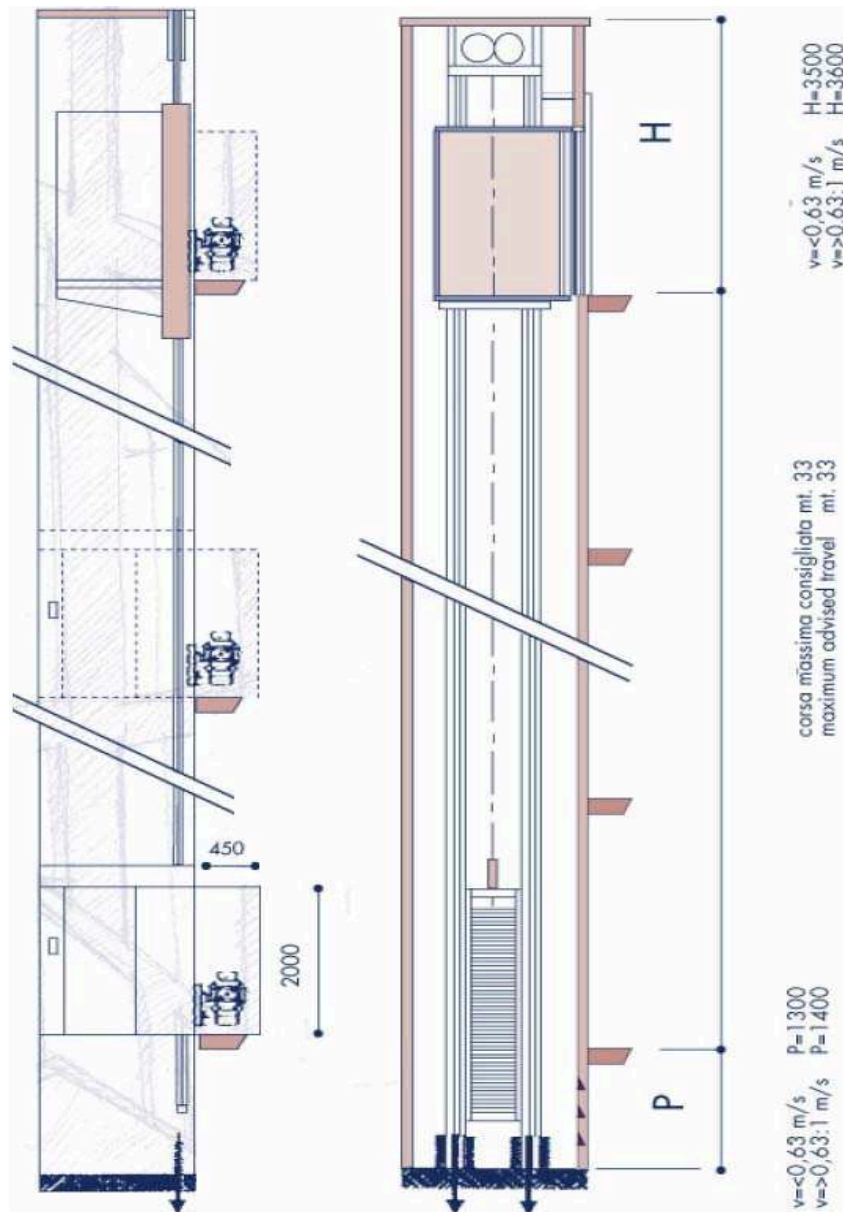 H
v=<0,63 m/s H=3500
v=>0,63:1 m/s H=3600
corsa massima consigliata mt. 33
maximum advised travel mt. 33
450
2000
P
v=<0,63 m/s P=1300
v=>0,63:1 m/s P=1400